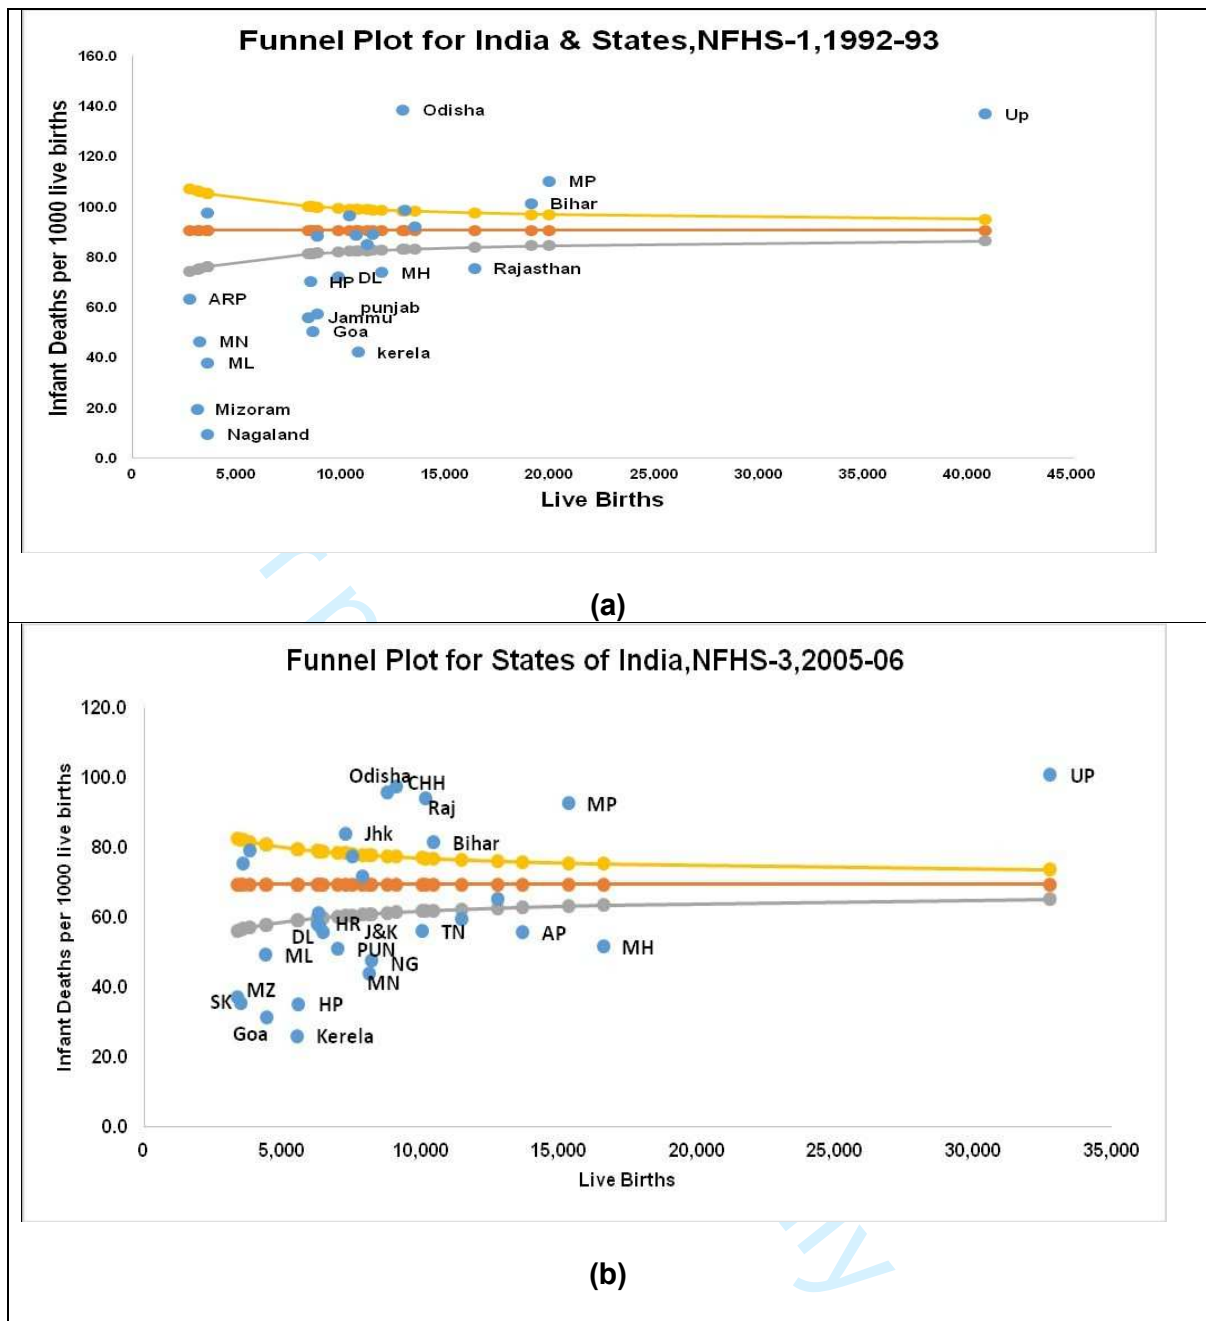 Funnel Plot for India & States,NFHS-1,1992-93
Infant Deaths per 1000 live births
160.0
140.0
120.0
100.0
80.0
60.0
40.0
20.0
0.0
Odisha
Up
MP
Bihar
Rajasthan
MH
DL
HP
ARP
punjab
Jammu
Goa
MN
kerela
ML
Mizoram
Nagaland
0 5,000 10,000 15,000 20,000 25,000 30,000 35,000 40,000 45,000
Live Births
(a)
Funnel Plot for States of India,NFHS-3,2005-06
Infant Deaths per 1000 live births
120.0
100.0
80.0
60.0
40.0
20.0
0.0
Odisha
CHH
UP
Raj
MP
Jhk
Bihar
HR
J&K
TN
AP
DL
PUN
MH
ML
NG
MN
MZ
SK
HP
Goa
Kerela
0 5,000 10,000 15,000 20,000 25,000 30,000 35,000
Live Births
(b)